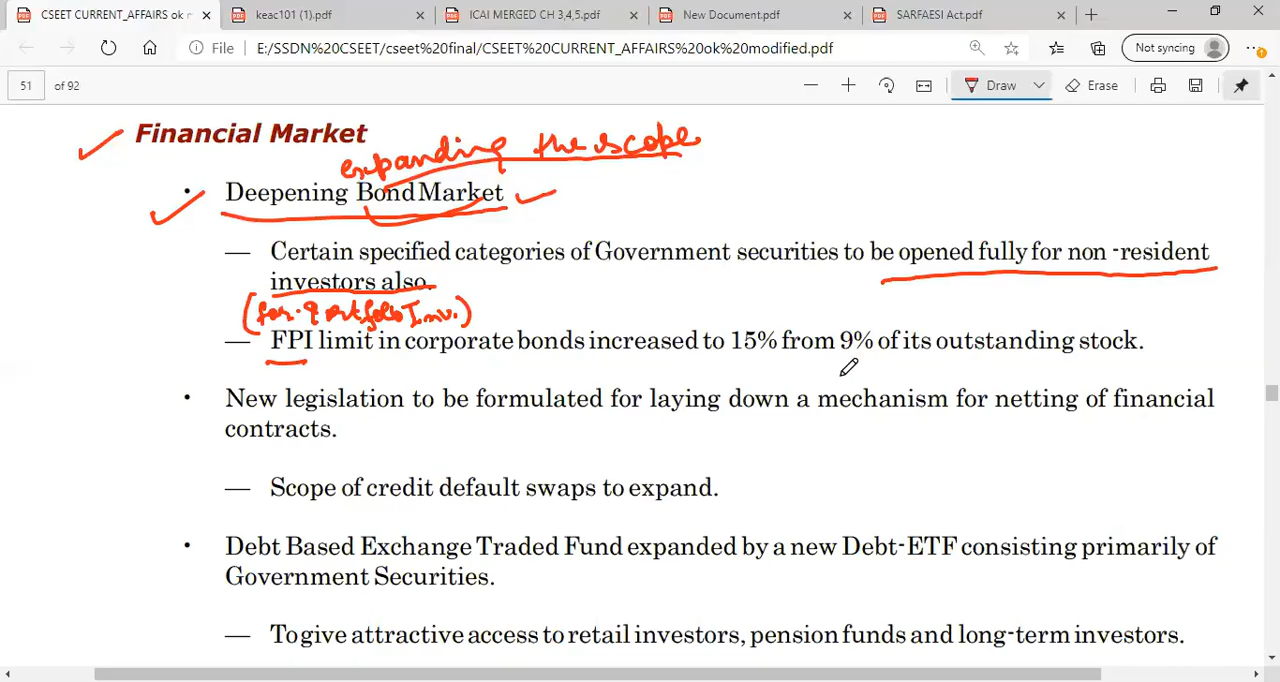 CSEET CURRENT_AFFAIRS ok r
keac101 (1).pdf
ICAI MERGED CH 3,4,5.pdf
New Document.pdf
SARFAESI Act.pdf
File
E:/SSDN%20CSEET/cseet%20final/CSEET%20CURRENT_AFFAIRS%20ok%20modified.pdf
Not syncing
51 of 92
Draw
Erase
Financial Market
expanding the scope
• Deepening Bond Market
— Certain specified categories of Government securities to be opened fully for non-resident
investors also.
(for. Portfolio Inv.)
— FPI limit in corporate bonds increased to 15% from 9% of its outstanding stock.
• New legislation to be formulated for laying down a mechanism for netting of financial
contracts.
— Scope of credit default swaps to expand.
• Debt Based Exchange Traded Fund expanded by a new Debt-ETF consisting primarily of
Government Securities.
— To give attractive access to retail investors, pension funds and long-term investors.